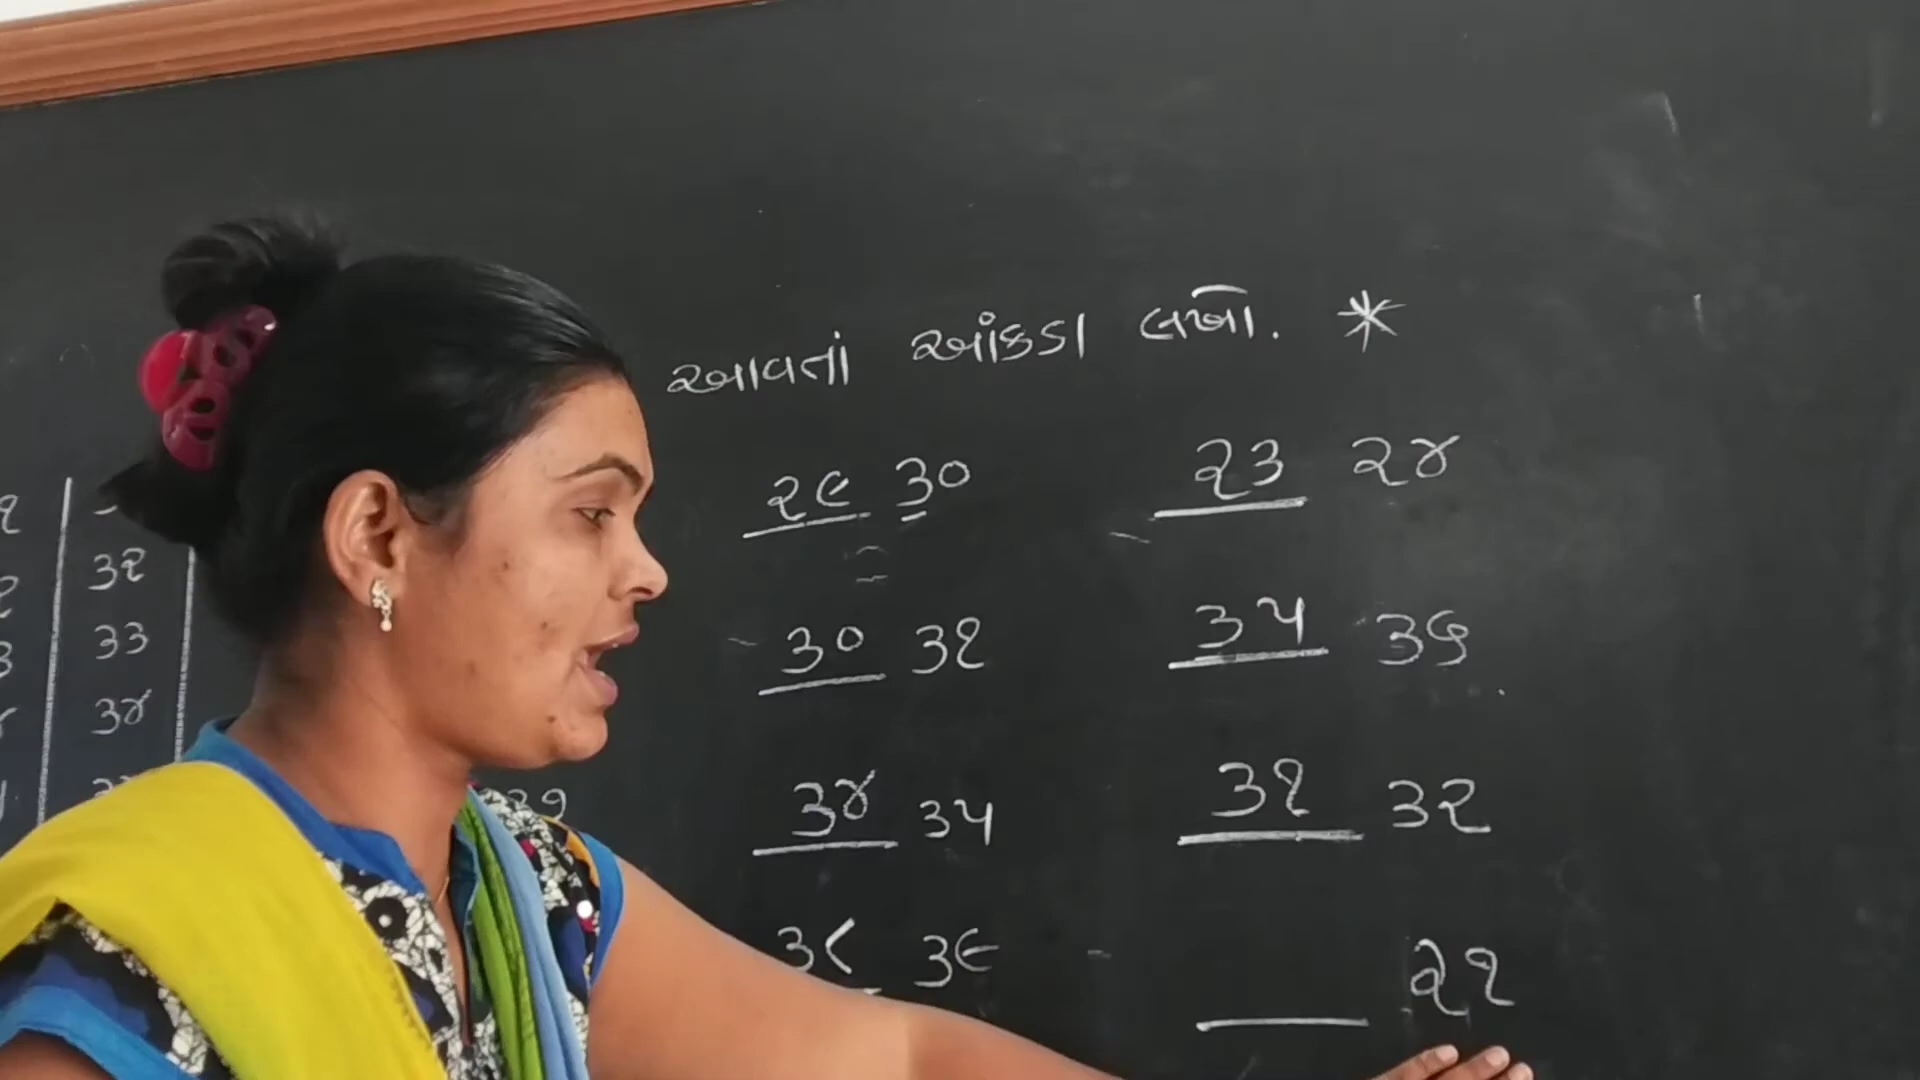 આવતાં આંકડા લખો. *
૨૯ ૩૦ ૨૩ ૨૪
૩૦ ૩૧ ૩૫ ૩૬
૩૪ ૩૫ ૩૧ ૩૨
૩૮ ૩૯ ૨૧
૩૨
૩૩
૩૪